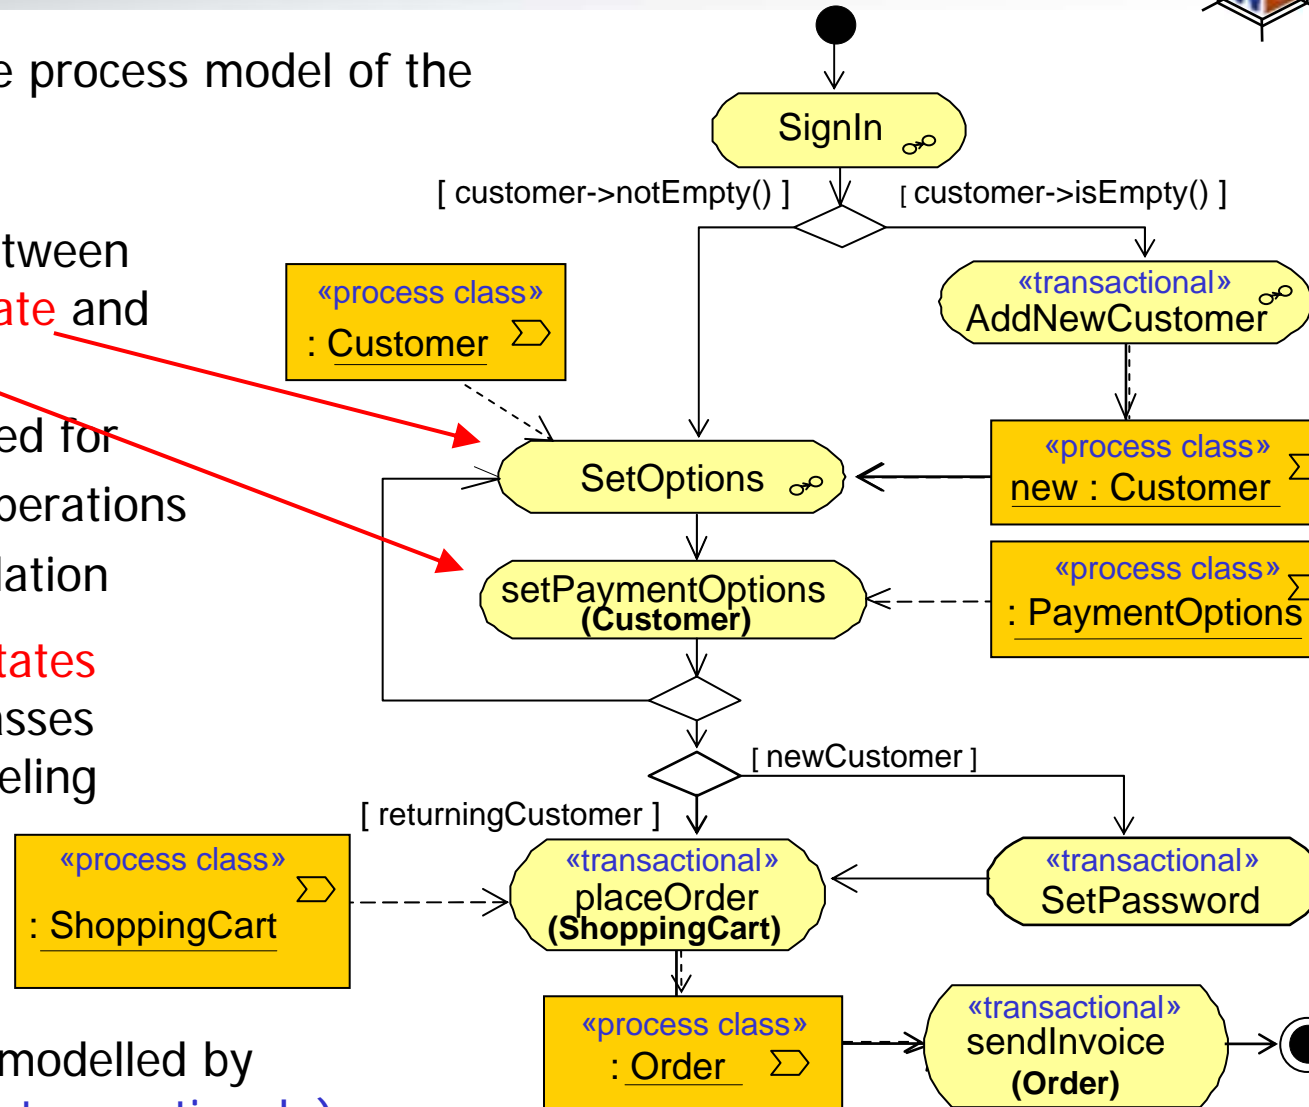 e process model of the
SignIn
[ customer->notEmpty() ]
[ customer->isEmpty() ]
tween
ate and
«process class»
: Customer
«transactional»
AddNewCustomer
ed for
perations
lation
SetOptions
«process class»
new : Customer
setPaymentOptions
(Customer)
«process class»
: PaymentOptions
tates
asses
eling
[ newCustomer ]
[ returningCustomer ]
«process class»
: ShoppingCart
«transactional»
placeOrder
(ShoppingCart)
«transactional»
SetPassword
modelled by
«process class»
: Order
«transactional»
sendInvoice
(Order)